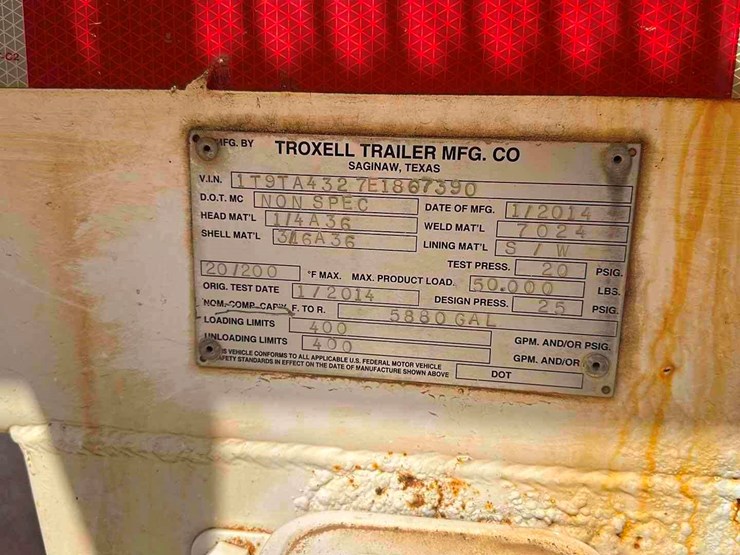 -C2
MFG. BY TROXELL TRAILER MFG. CO
SAGINAW, TEXAS
V.I.N. 1T9TA4327E1867390
D.O.T. MC NON SPEC DATE OF MFG. 1/2014
HEAD MAT'L 1/4 A36 WELD MAT'L 7024
SHELL MAT'L 3/16A36 LINING MAT'L S / W
TEST PRESS. 20 PSIG.
20/200 °F MAX. MAX. PRODUCT LOAD. 50.000 LBS.
ORIG. TEST DATE 1/2014 DESIGN PRESS. 25 PSIG.
NOM. COMP. CAP'Y. F. TO R. 5880 GAL
LOADING LIMITS 400 GPM. AND/OR PSIG.
UNLOADING LIMITS 400 GPM. AND/OR
VEHICLE CONFORMS TO ALL APPLICABLE U.S. FEDERAL MOTOR VEHICLE
SAFETY STANDARDS IN EFFECT ON THE DATE OF MANUFACTURE SHOWN ABOVE DOT